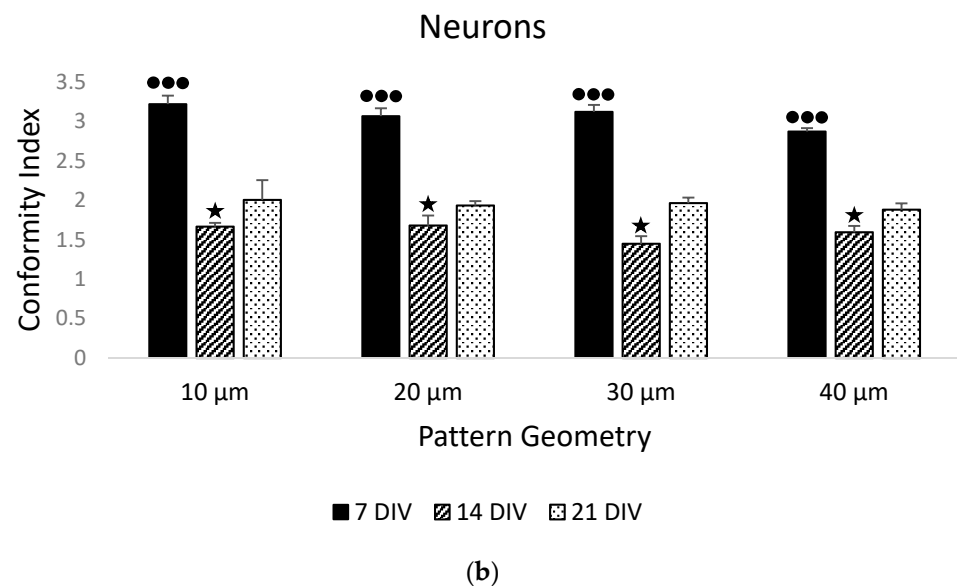 Neurons
Conformity Index
3.5
3
2.5
2
1.5
1
0.5
0
10 µm 20 µm 30 µm 40 µm
Pattern Geometry
7 DIV 14 DIV 21 DIV
(b)